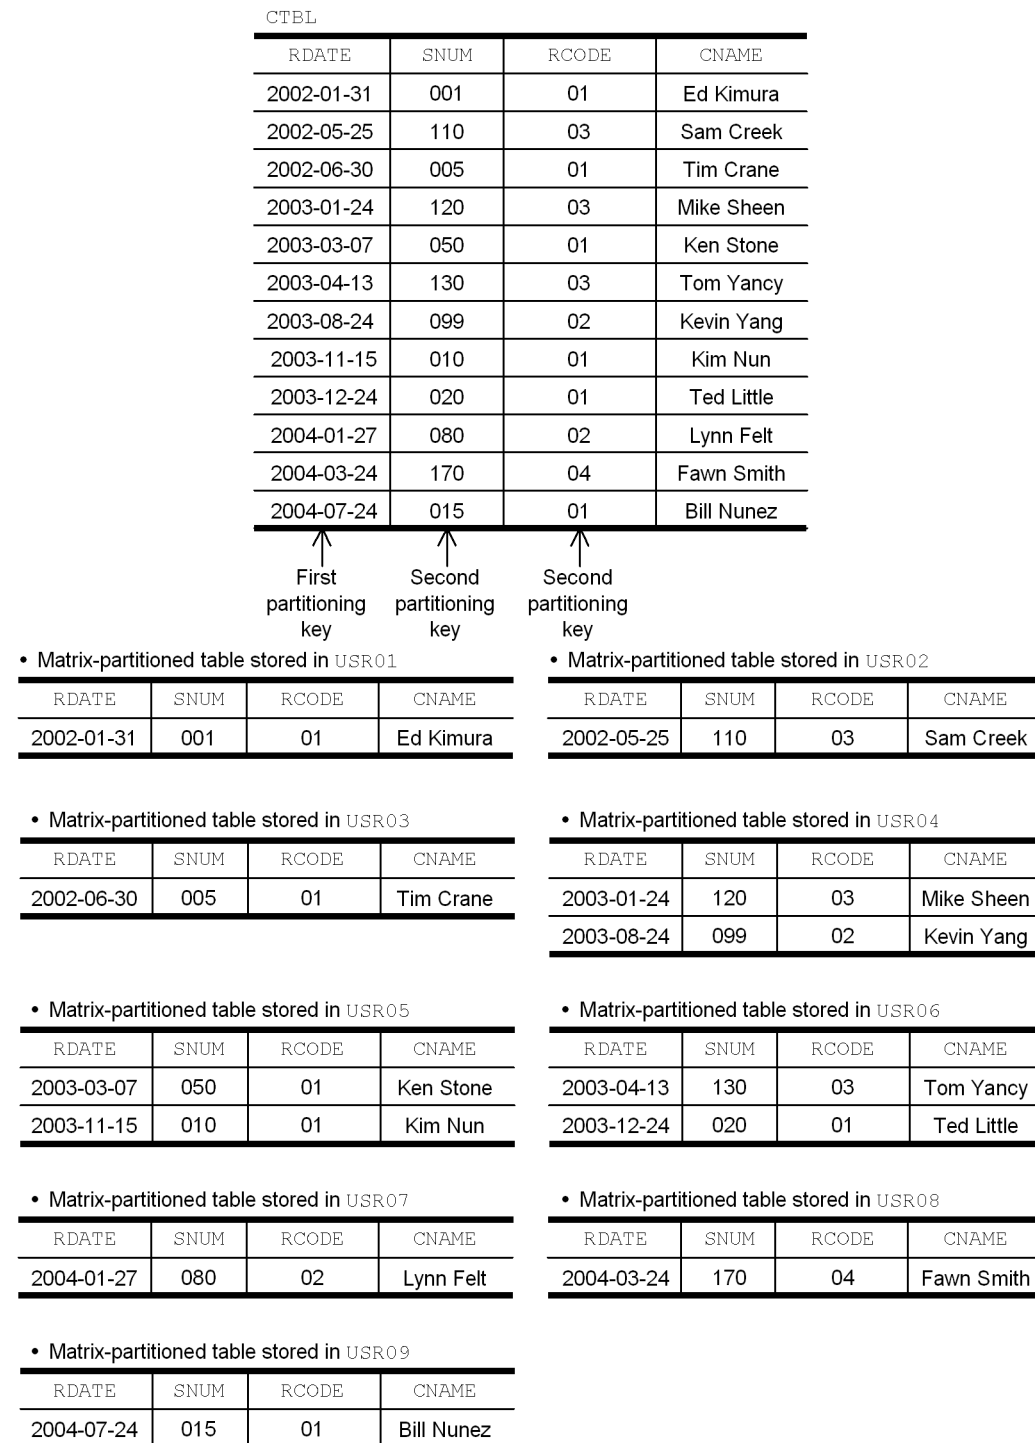 CTBL
RDATE SNUM RCODE CNAME
2002-01-31 001 01 Ed Kimura
2002-05-25 110 03 Sam Creek
2002-06-30 005 01 Tim Crane
2003-01-24 120 03 Mike Sheen
2003-03-07 050 01 Ken Stone
2003-04-13 130 03 Tom Yancy
2003-08-24 099 02 Kevin Yang
2003-11-15 010 01 Kim Nun
2003-12-24 020 01 Ted Little
2004-01-27 080 02 Lynn Felt
2004-03-24 170 04 Fawn Smith
2004-07-24 015 01 Bill Nunez
First Second Second
partitioning partitioning partitioning
key key key
• Matrix-partitioned table stored in USR01
RDATE SNUM RCODE CNAME
2002-01-31 001 01 Ed Kimura
• Matrix-partitioned table stored in USR02
RDATE SNUM RCODE CNAME
2002-05-25 110 03 Sam Creek
• Matrix-partitioned table stored in USR03
RDATE SNUM RCODE CNAME
2002-06-30 005 01 Tim Crane
• Matrix-partitioned table stored in USR04
RDATE SNUM RCODE CNAME
2003-01-24 120 03 Mike Sheen
2003-08-24 099 02 Kevin Yang
• Matrix-partitioned table stored in USR05
RDATE SNUM RCODE CNAME
2003-03-07 050 01 Ken Stone
2003-11-15 010 01 Kim Nun
• Matrix-partitioned table stored in USR06
RDATE SNUM RCODE CNAME
2003-04-13 130 03 Tom Yancy
2003-12-24 020 01 Ted Little
• Matrix-partitioned table stored in USR07
RDATE SNUM RCODE CNAME
2004-01-27 080 02 Lynn Felt
• Matrix-partitioned table stored in USR08
RDATE SNUM RCODE CNAME
2004-03-24 170 04 Fawn Smith
• Matrix-partitioned table stored in USR09
RDATE SNUM RCODE CNAME
2004-07-24 015 01 Bill Nunez